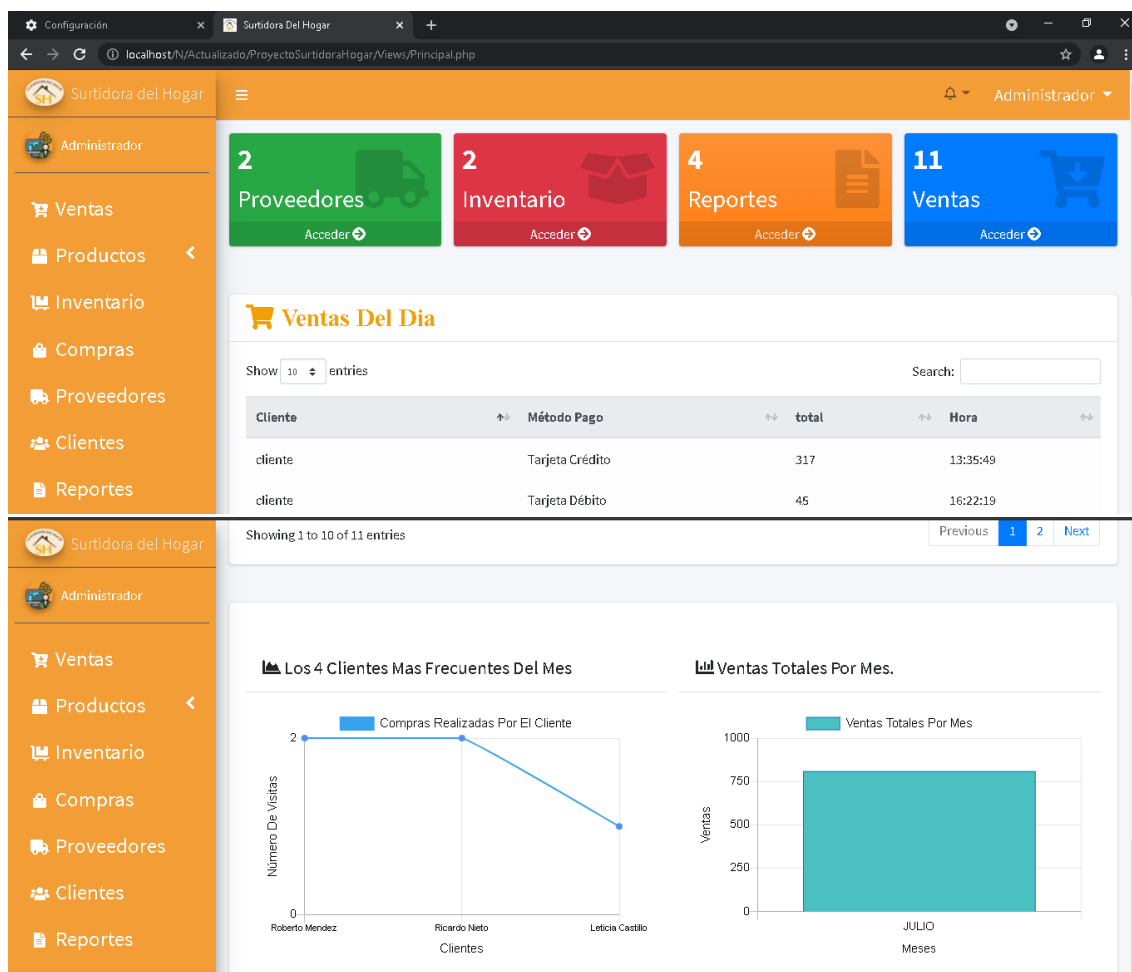 Configuración
Surtidora Del Hogar
localhost/N/Actualizado/ProyectoSurtidoraHogar/Views/Principal.php
SH
Surtidora del Hogar
Administrador
Administrador
2
Proveedores
Acceder
2
Inventario
Acceder
4
Reportes
Acceder
11
Ventas
Acceder
Ventas
Productos
Inventario
Compras
Proveedores
Clientes
Reportes
Ventas Del Dia
Show 10 entries
Search:
Cliente Método Pago total Hora
cliente Tarjeta Crédito 317 13:35:49
cliente Tarjeta Débito 45 16:22:19
SH
Surtidora del Hogar
Administrador
Ventas
Productos
Inventario
Compras
Proveedores
Clientes
Reportes
Showing 1 to 10 of 11 entries
Previous 1 2 Next
Los 4 Clientes Mas Frecuentes Del Mes
Compras Realizadas Por El Cliente
2
0
Número De Visitas
Roberto Mendez Ricardo Nieto Leticia Castillo
Clientes
Ventas Totales Por Mes.
Ventas Totales Por Mes
1000
750
500
250
0
Ventas
JULIO
Meses